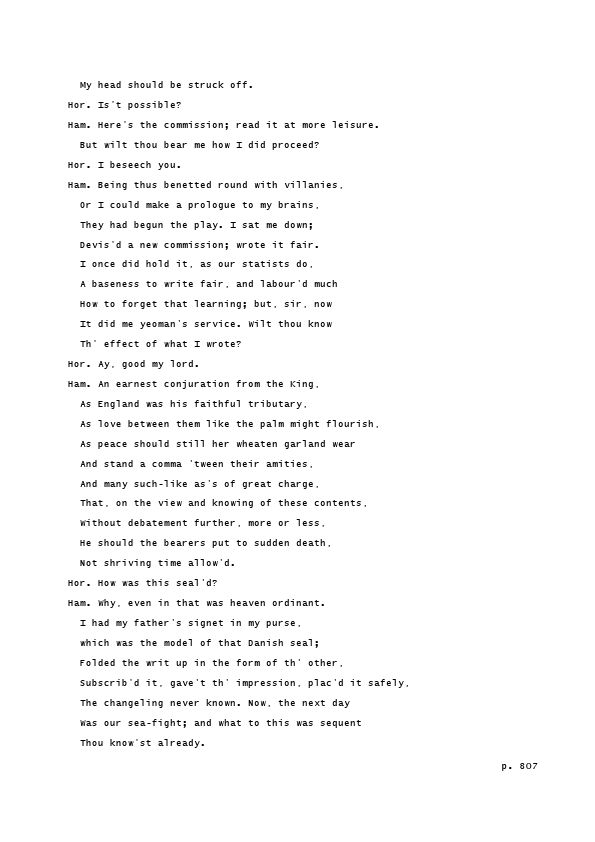 My head should be struck off.
Hor. Is't possible?
Ham. Here's the commission; read it at more leisure.
But wilt thou bear me how I did proceed?
Hor. I beseech you.
Ham. Being thus benetted round with villanies,
Or I could make a prologue to my brains,
They had begun the play. I sat me down;
Devis'd a new commission; wrote it fair.
I once did hold it, as our statists do,
A baseness to write fair, and labour'd much
How to forget that learning; but, sir, now
It did me yeoman's service. Wilt thou know
Th' effect of what I wrote?
Hor. Ay, good my lord.
Ham. An earnest conjuration from the King,
As England was his faithful tributary,
As love between them like the palm might flourish,
As peace should still her wheaten garland wear
And stand a comma 'tween their amities,
And many such-like as's of great charge,
That, on the view and knowing of these contents,
Without debatement further, more or less,
He should the bearers put to sudden death,
Not shriving time allow'd.
Hor. How was this seal'd?
Ham. Why, even in that was heaven ordinant.
I had my father's signet in my purse,
which was the model of that Danish seal;
Folded the writ up in the form of th' other,
Subscrib'd it, gave't th' impression, plac'd it safely,
The changeling never known. Now, the next day
Was our sea-fight; and what to this was sequent
Thou know'st already.
p. 807